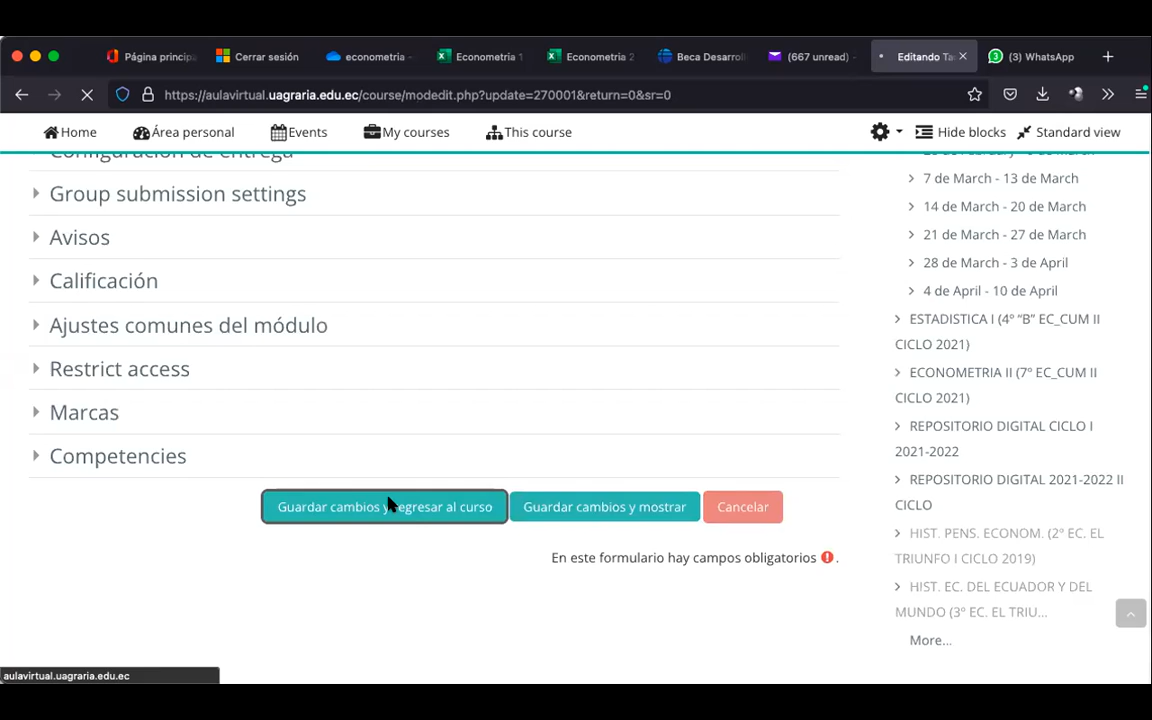 Página principa
Cerrar sesión
econometria -
Econometria 1
Econometria 2
Beca Desarroll
(667 unread)
Editando Ta
(3) WhatsApp
https://aulavirtual.uagraria.edu.ec/course/modedit.php?update=270001&return=0&sr=0
Home
Área personal
Events
My courses
This course
Hide blocks
Standard view
Configuración de entrega
Group submission settings
Avisos
Calificación
Ajustes comunes del módulo
Restrict access
Marcas
Competencies
Guardar cambios y regresar al curso
Guardar cambios y mostrar
Cancelar
En este formulario hay campos obligatorios .
7 de March - 13 de March
14 de March - 20 de March
21 de March - 27 de March
28 de March - 3 de April
4 de April - 10 de April
ESTADISTICA I (4° “B” EC_CUM II
CICLO 2021)
ECONOMETRIA II (7° EC_CUM II
CICLO 2021)
REPOSITORIO DIGITAL CICLO I
2021-2022
REPOSITORIO DIGITAL 2021-2022 II
CICLO
HIST. PENS. ECONOM. (2° EC. EL
TRIUNFO I CICLO 2019)
HIST. EC. DEL ECUADOR Y DEL
MUNDO (3° EC. EL TRIU...
More...
aulavirtual.uagraria.edu.ec